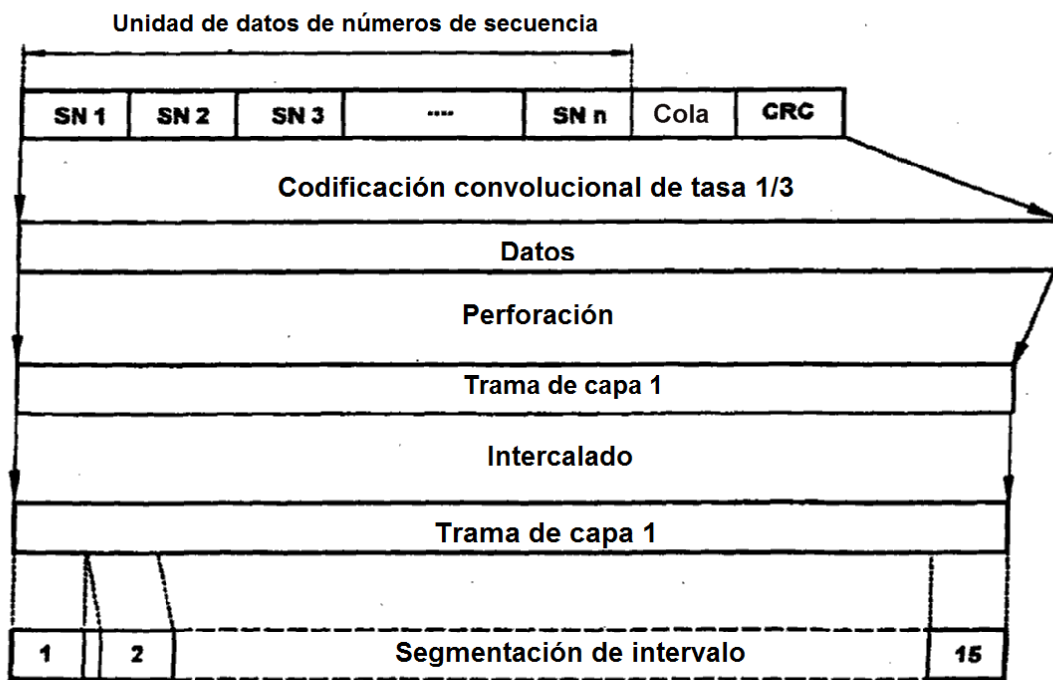 Unidad de datos de números de secuencia
SN 1 SN 2 SN 3 ---- SN n Cola CRC
Codificación convolucional de tasa 1/3
Datos
Perforación
Trama de capa 1
Intercalado
Trama de capa 1
1 2 Segmentación de intervalo 15